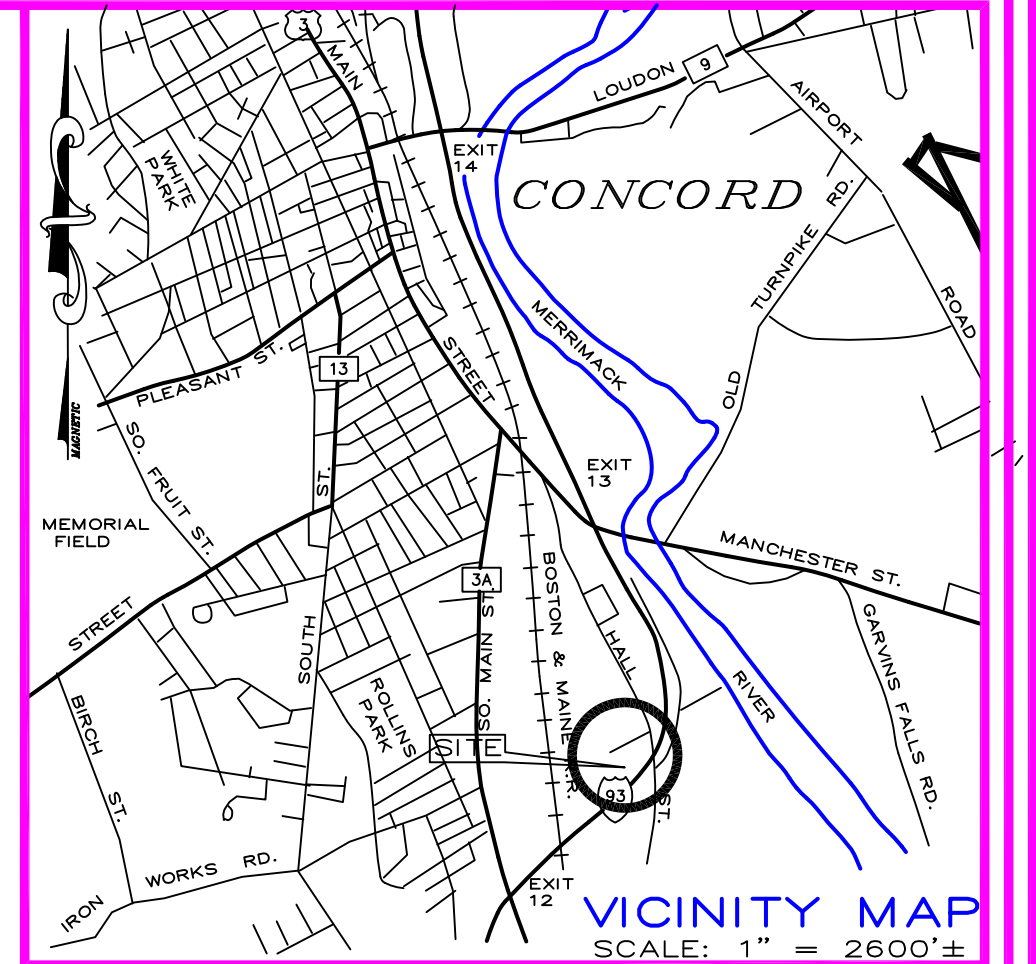 3
MAIN
LOUDON
9
AIRPORT
EXIT
14
WHITE
PARK
CONCORD
TURNPIKE RD.
ROAD
MERRIMACK
STREET
PLEASANT ST.
13
MAGNETIC
OLD
SO. FRUIT ST.
ST.
EXIT
13
MEMORIAL
FIELD
MANCHESTER ST.
3A
BOSTON & MAINE R.R.
STREET
SOUTH
SO. MAIN ST.
HALL
GARVINS FALLS RD.
ROLLINS
PARK
RIVER
BIRCH ST.
SITE
93
ST.
IRON WORKS RD.
EXIT
12
VICINITY MAP
SCALE: 1" = 2600'±